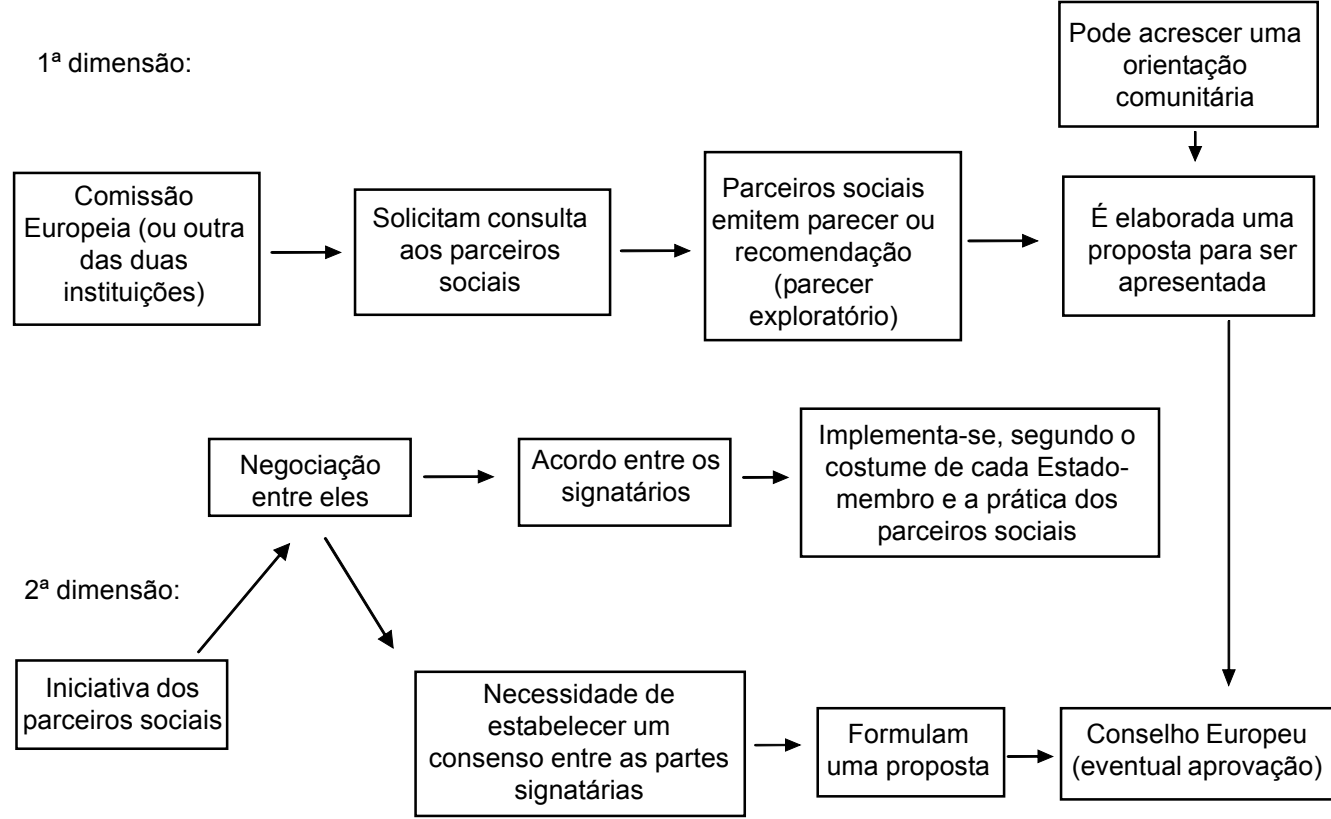 1ª dimensão:
Pode acrescer uma
orientação
comunitária
Comissão
Europeia (ou outra
das duas
instituições)
Solicitam consulta
aos parceiros
sociais
Parceiros sociais
emitem parecer ou
recomendação
(parecer
exploratório)
É elaborada uma
proposta para ser
apresentada
Negociação
entre eles
Acordo entre os
signatários
Implementa-se, segundo o
costume de cada Estado-
membro e a prática dos
parceiros sociais
2ª dimensão:
Iniciativa dos
parceiros sociais
Necessidade de
estabelecer um
consenso entre as partes
signatárias
Formulam
uma proposta
Conselho Europeu
(eventual aprovação)